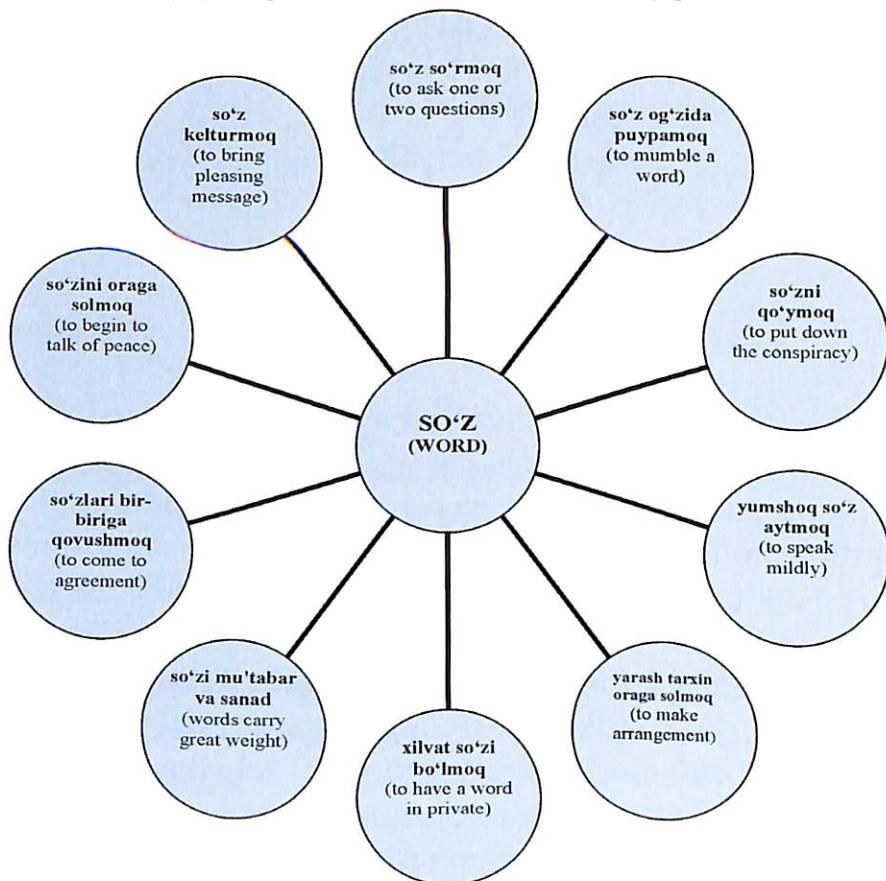 so‘z so‘rmoq
(to ask one or
two questions)
so‘z og‘zida
puypamoq
(to mumble a
word)
so‘zni
qo‘ymoq
(to put down
the conspiracy)
yumshoq so‘z
aytmoq
(to speak
mildly)
yarash tarxin
oraga solmoq
(to make
arrangement)
xilvat so‘zi
bo‘lmoq
(to have a word
in private)
so‘zi mu'tabar
va sanad
(words carry
great weight)
so‘zlari bir-
biriga
qovushmoq
(to come to
agreement)
so‘zini oraga
solmoq
(to begin to
talk of peace)
so‘z
kelturmoq
(to bring
pleasing
message)
SO‘Z
(WORD)